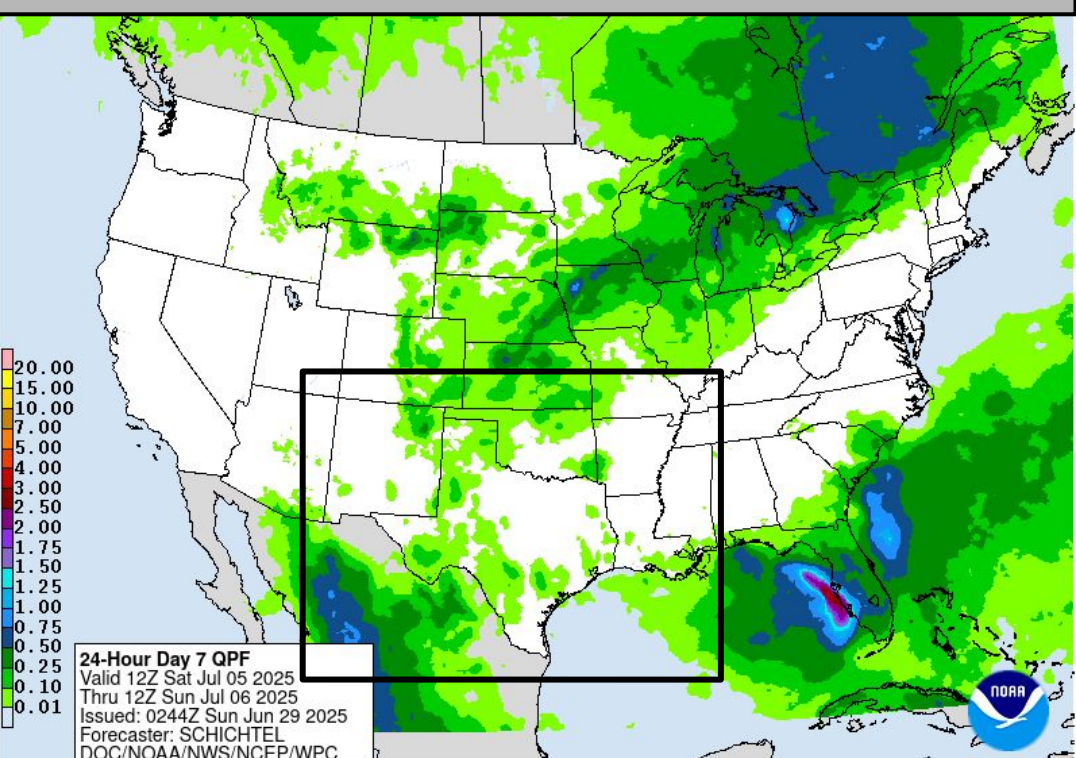 20.00
15.00
10.00
7.00
5.00
4.00
3.00
2.50
2.00
1.75
1.50
1.25
1.00
0.75
0.50
0.25
0.10
0.01
24-Hour Day 7 QPF
Valid 12Z Sat Jul 05 2025
Thru 12Z Sun Jul 06 2025
Issued: 0244Z Sun Jun 29 2025
Forecaster: SCHICHTEL
DOC/NOAA/NWS/NCEP/WPC
NOAA